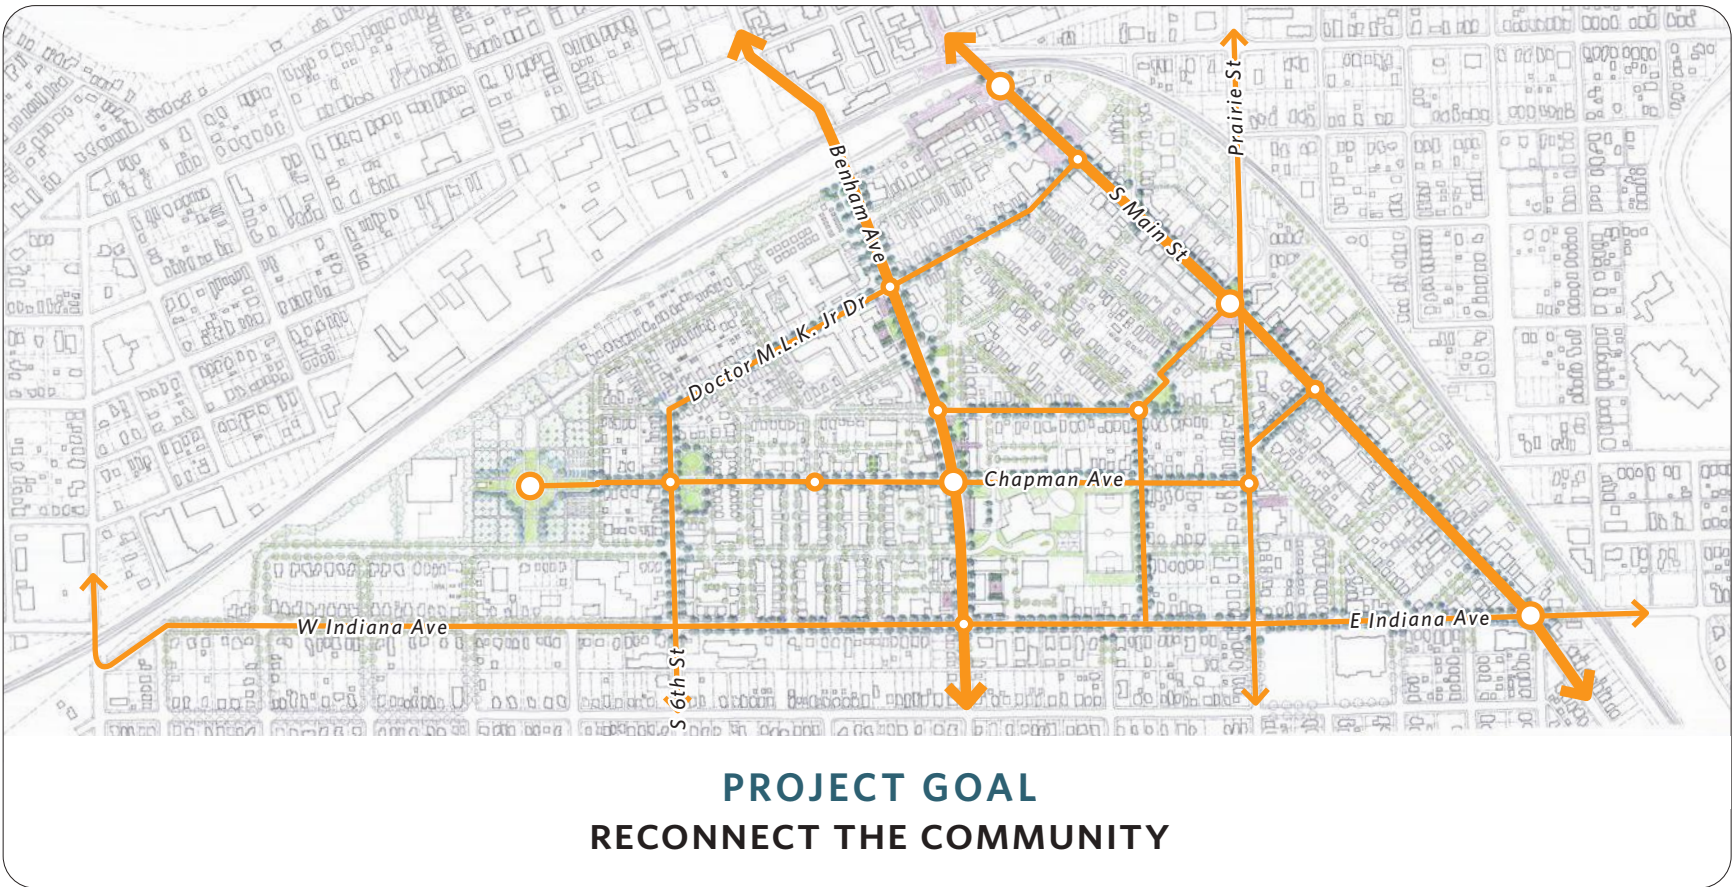 Prairie St
Benham Ave
S Main St
Doctor M.L.K. Jr Dr
Chapman Ave
W Indiana Ave
E Indiana Ave
S 6th St
PROJECT GOAL
RECONNECT THE COMMUNITY